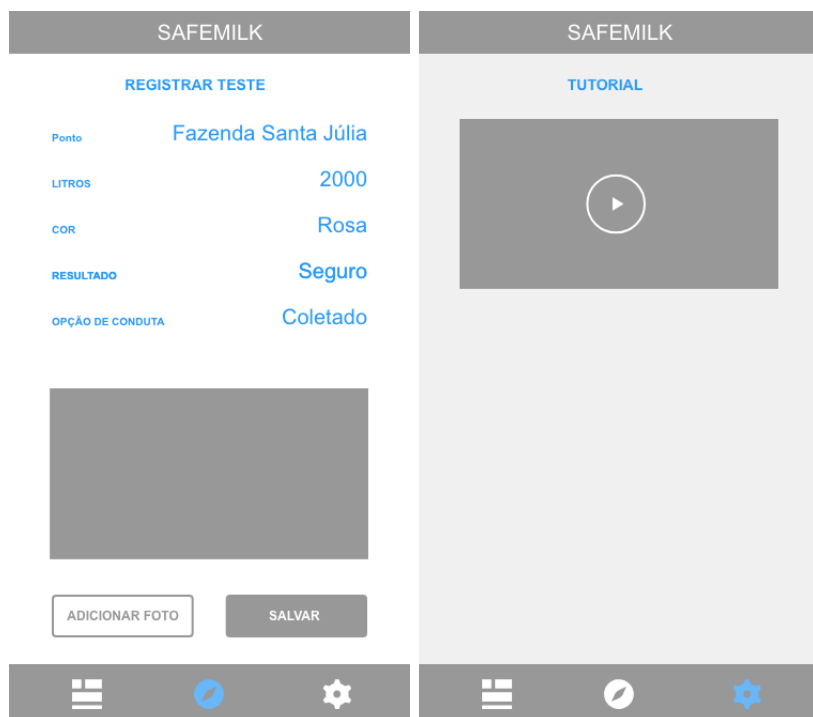 SAFEMILK
REGISTRAR TESTE
Ponto Fazenda Santa Júlia
LITROS 2000
COR Rosa
RESULTADO Seguro
OPÇÃO DE CONDUTA Coletado
ADICIONAR FOTO SALVAR
SAFEMILK
TUTORIAL